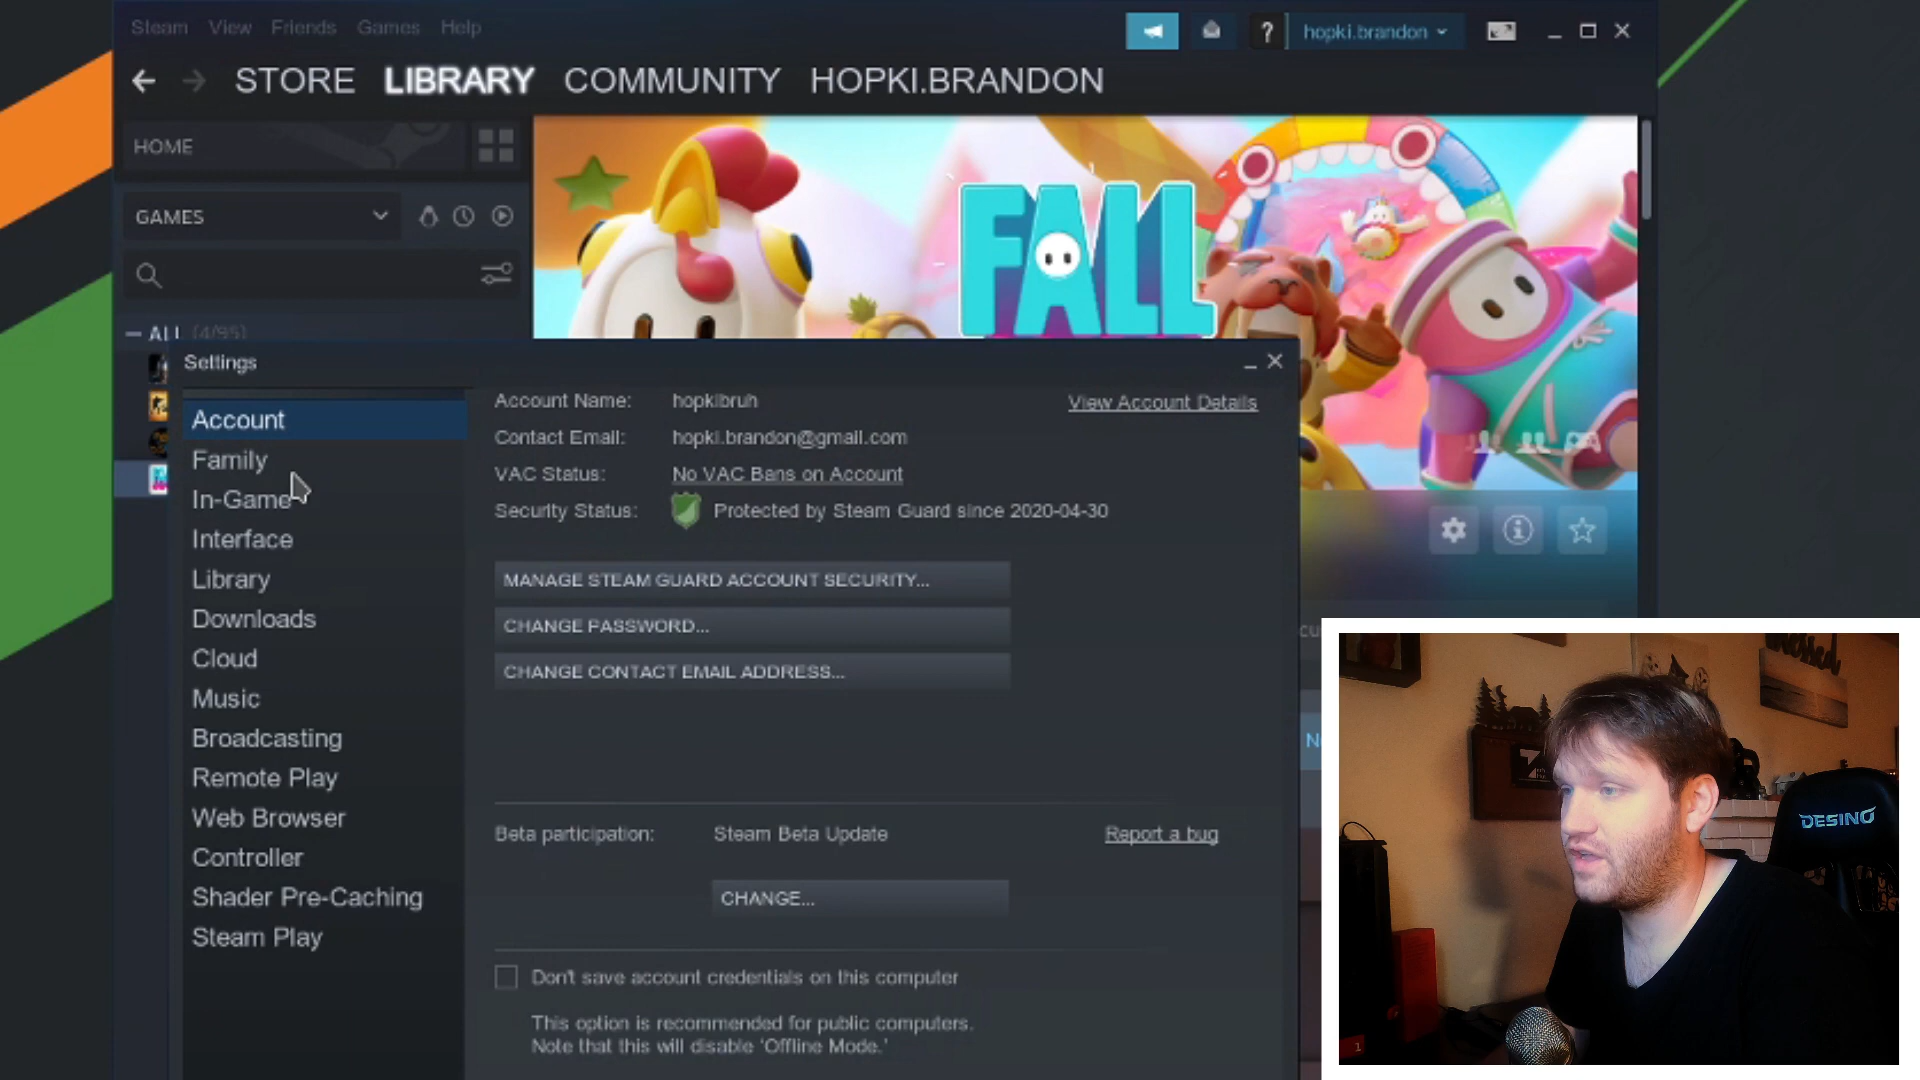 Steam View Friends Games Help
? hopki.brandon
STORE LIBRARY COMMUNITY HOPKI.BRANDON
HOME
GAMES
FALL
— ALL (4/95)
Settings
Account
Family
In-Game
Interface
Library
Downloads
Cloud
Music
Broadcasting
Remote Play
Web Browser
Controller
Shader Pre-Caching
Steam Play
Account Name: hopkibruh
View Account Details
Contact Email: hopki.brandon@gmail.com
VAC Status: No VAC Bans on Account
Security Status: Protected by Steam Guard since 2020-04-30
MANAGE STEAM GUARD ACCOUNT SECURITY...
CHANGE PASSWORD...
CHANGE CONTACT EMAIL ADDRESS...
Beta participation: Steam Beta Update
Report a bug
CHANGE...
Don't save account credentials on this computer
This option is recommended for public computers.
Note that this will disable 'Offline Mode.'
DESINO